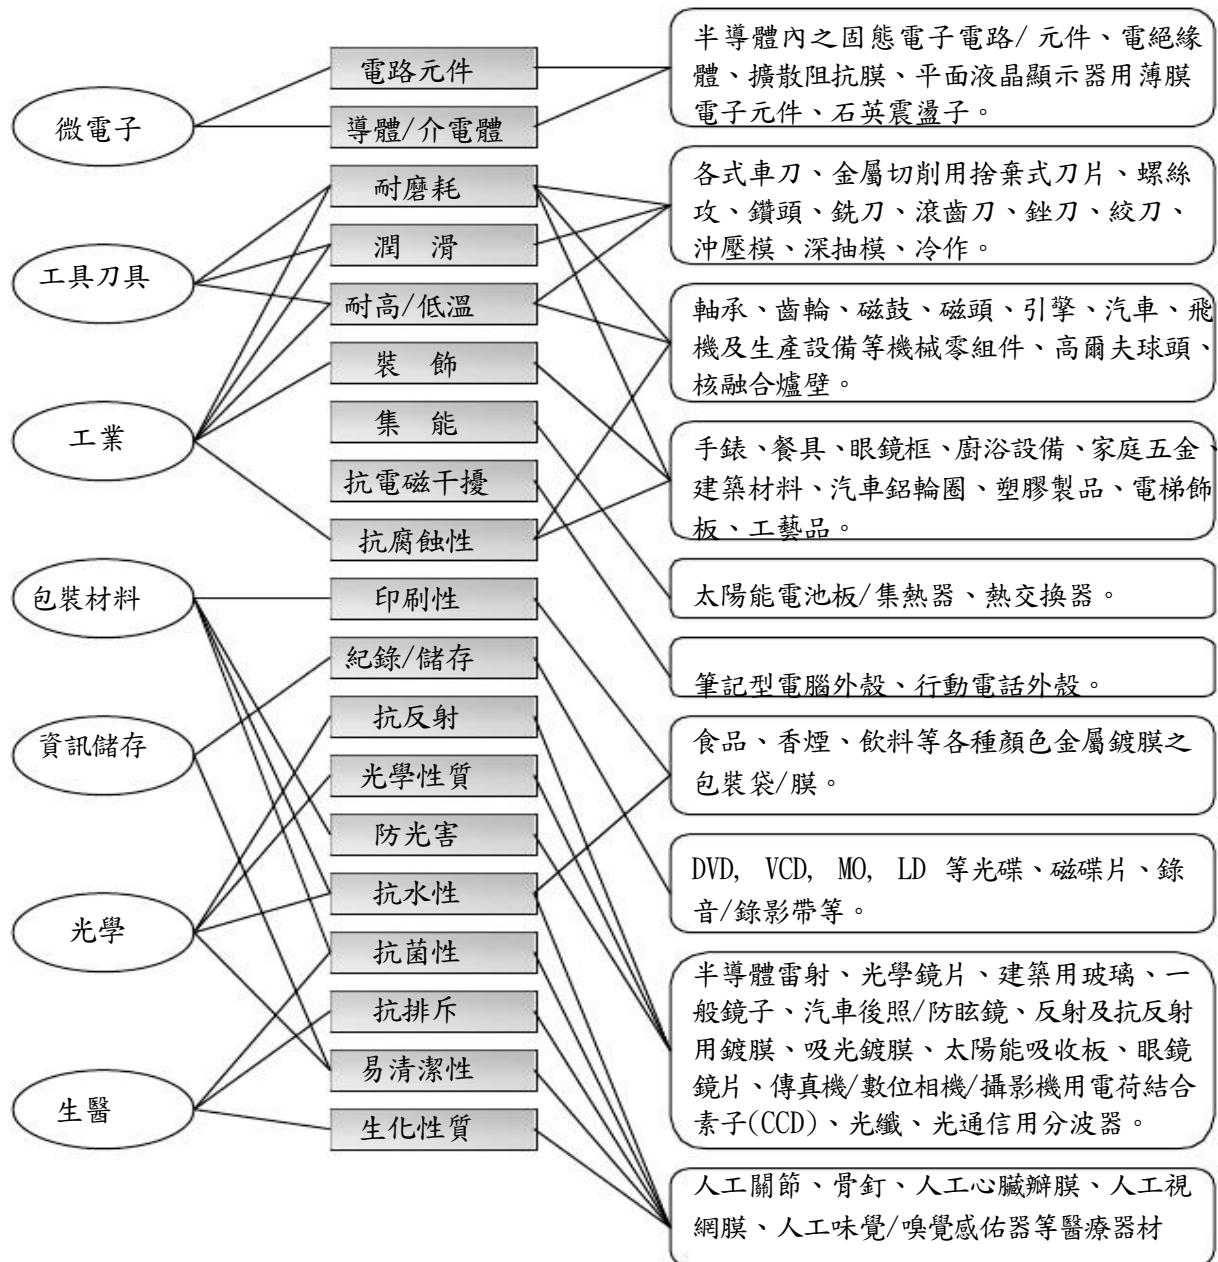 微電子
工具刀具
工業
包裝材料
資訊儲存
光學
生醫
電路元件
導體/介電體
耐磨耗
潤 滑
耐高/低溫
裝 飾
集 能
抗電磁干擾
抗腐蝕性
印刷性
紀錄/儲存
抗反射
光學性質
防光害
抗水性
抗菌性
抗排斥
易清潔性
生化性質
半導體內之固態電子電路/元件、電絕緣
體、擴散阻抗膜、平面液晶顯示器用薄膜
電子元件、石英震盪子。
各式車刀、金屬切削用捨棄式刀片、螺絲
攻、鑽頭、銑刀、滾齒刀、銼刀、絞刀、
沖壓模、深抽模、冷作。
軸承、齒輪、磁鼓、磁頭、引擎、汽車、飛
機及生產設備等機械零組件、高爾夫球頭、
核融合爐壁。
手錶、餐具、眼鏡框、廚浴設備、家庭五金、
建築材料、汽車鋁輪圈、塑膠製品、電梯飾
板、工藝品。
太陽能電池板/集熱器、熱交換器。
筆記型電腦外殼、行動電話外殼。
食品、香煙、飲料等各種顏色金屬鍍膜之
包裝袋/膜。
DVD, VCD, MO, LD 等光碟、磁碟片、錄
音/錄影帶等。
半導體雷射、光學鏡片、建築用玻璃、一
般鏡子、汽車後照/防眩鏡、反射及抗反射
用鍍膜、吸光鍍膜、太陽能吸收板、眼鏡
鏡片、傳真機/數位相機/攝影機用電荷結合
素子(CCD)、光纖、光通信用分波器。
人工關節、骨釘、人工心臟瓣膜、人工視
網膜、人工味覺/嗅覺感佑器等醫療器材